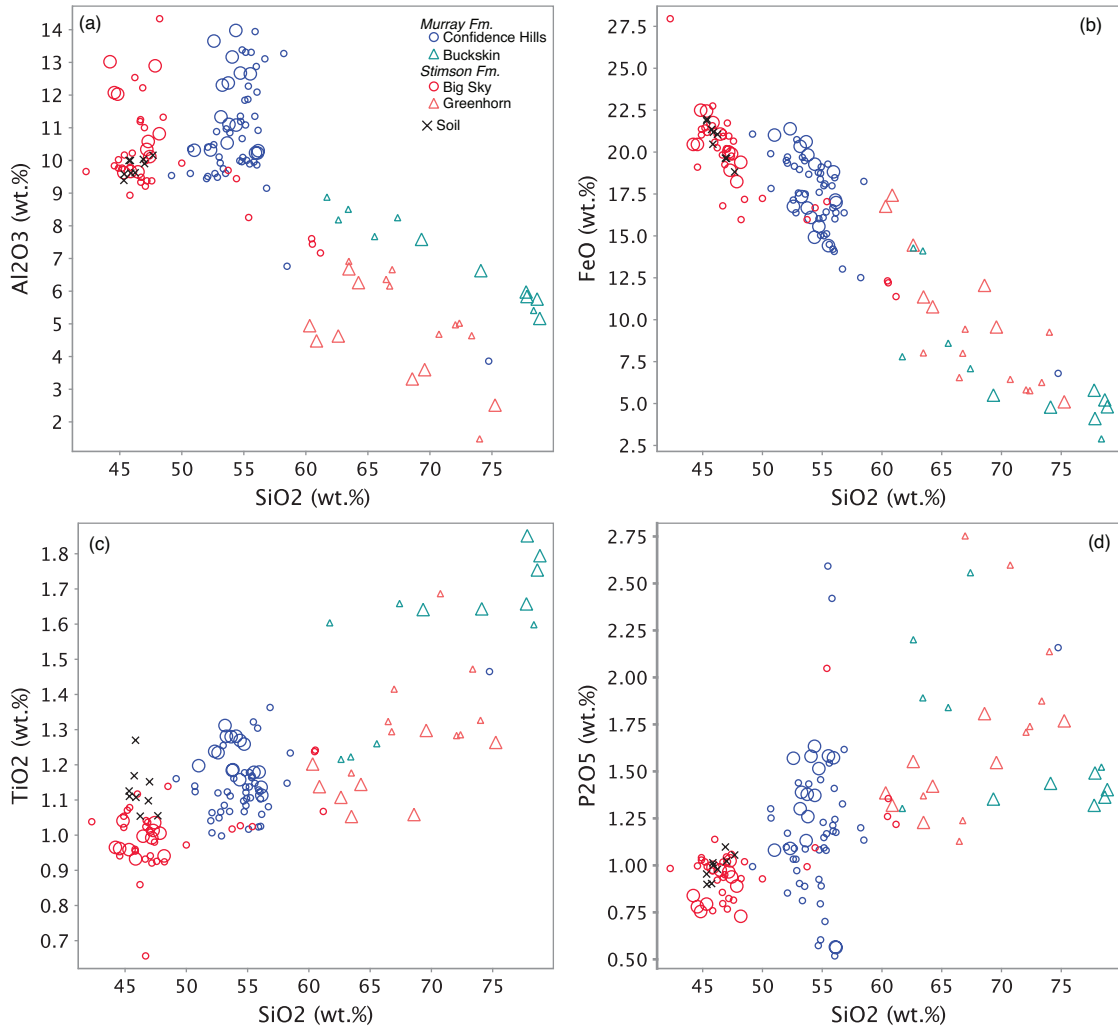 (a)
Murray Fm.
Confidence Hills
Buckskin
Stimson Fm.
Big Sky
Greenhorn
Soil
14
13
12
11
10
9
8
7
6
5
4
3
2
Al2O3 (wt.%)
45 50 55 60 65 70 75
SiO2 (wt.%)
(b)
27.5
25.0
22.5
20.0
17.5
15.0
12.5
10.0
7.5
5.0
2.5
FeO (wt.%)
45 50 55 60 65 70 75
SiO2 (wt.%)
(c)
1.8
1.7
1.6
1.5
1.4
1.3
1.2
1.1
1.0
0.9
0.8
0.7
TiO2 (wt.%)
45 50 55 60 65 70 75
SiO2 (wt.%)
(d)
2.75
2.50
2.25
2.00
1.75
1.50
1.25
1.00
0.75
0.50
P2O5 (wt.%)
45 50 55 60 65 70 75
SiO2 (wt.%)